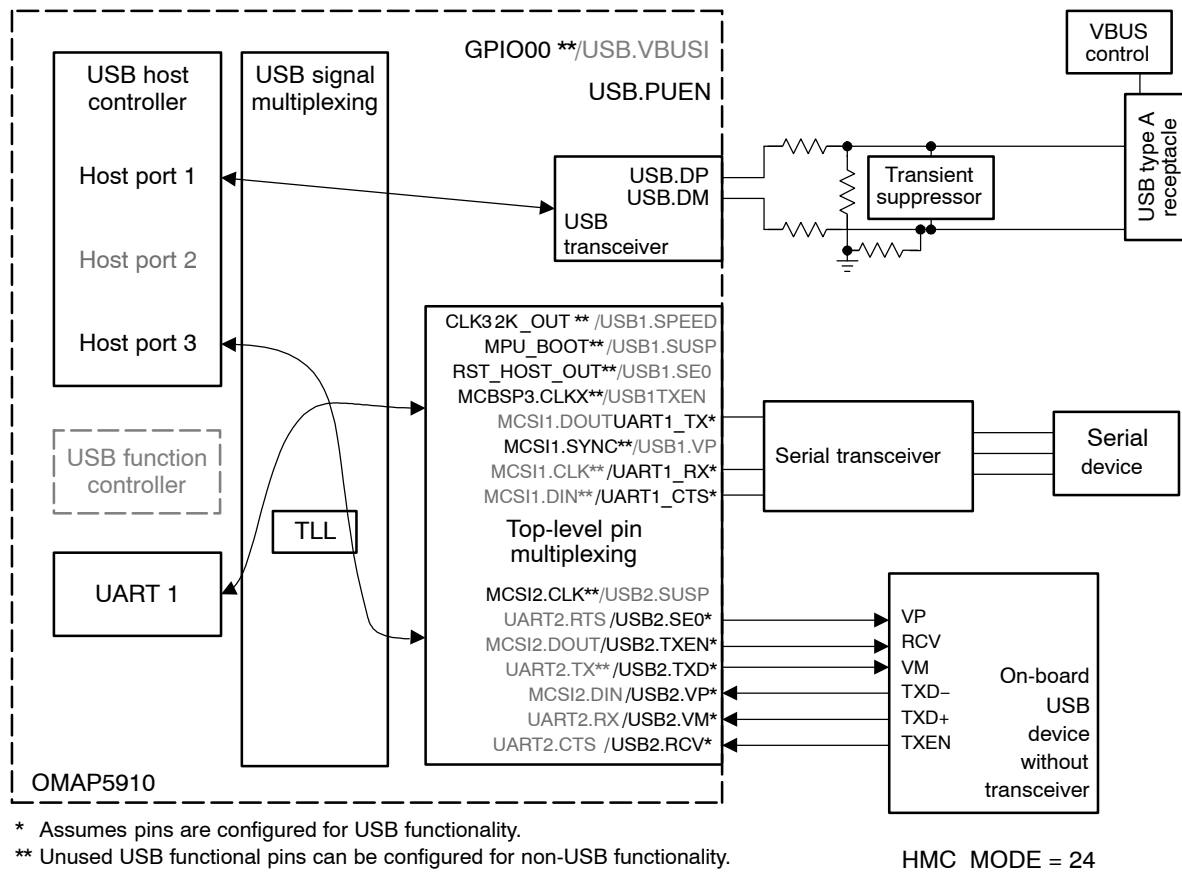 GPIO00 **/USB.VBUSI
USB.PUEN
VBUS
control
USB host
controller
USB signal
multiplexing
Host port 1
Host port 2
Host port 3
USB.DP
USB.DM
USB
transceiver
Transient
suppressor
USB type A
receptacle
CLK32K_OUT ** /USB1.SPEED
MPU_BOOT**/USB1.SUSP
RST_HOST_OUT**/USB1.SE0
MCBSP3.CLKX**/USB1TXEN
MCSI1.DOUTUART1_TX*
MCSI1.SYNC**/USB1.VP
MCSI1.CLK**/UART1_RX*
MCSI1.DIN**/UART1_CTS*
Top-level pin
multiplexing
MCSI2.CLK**/USB2.SUSP
UART2.RTS /USB2.SE0*
MCSI2.DOUT/USB2.TXEN*
UART2.TX**/USB2.TXD*
MCSI2.DIN/USB2.VP*
UART2.RX /USB2.VM*
UART2.CTS /USB2.RCV*
USB function
controller
TLL
UART 1
Serial transceiver
Serial
device
VP
RCV
VM
TXD−
TXD+
TXEN
On-board
USB
device
without
transceiver
OMAP5910
* Assumes pins are configured for USB functionality.
** Unused USB functional pins can be configured for non-USB functionality.
HMC_MODE = 24